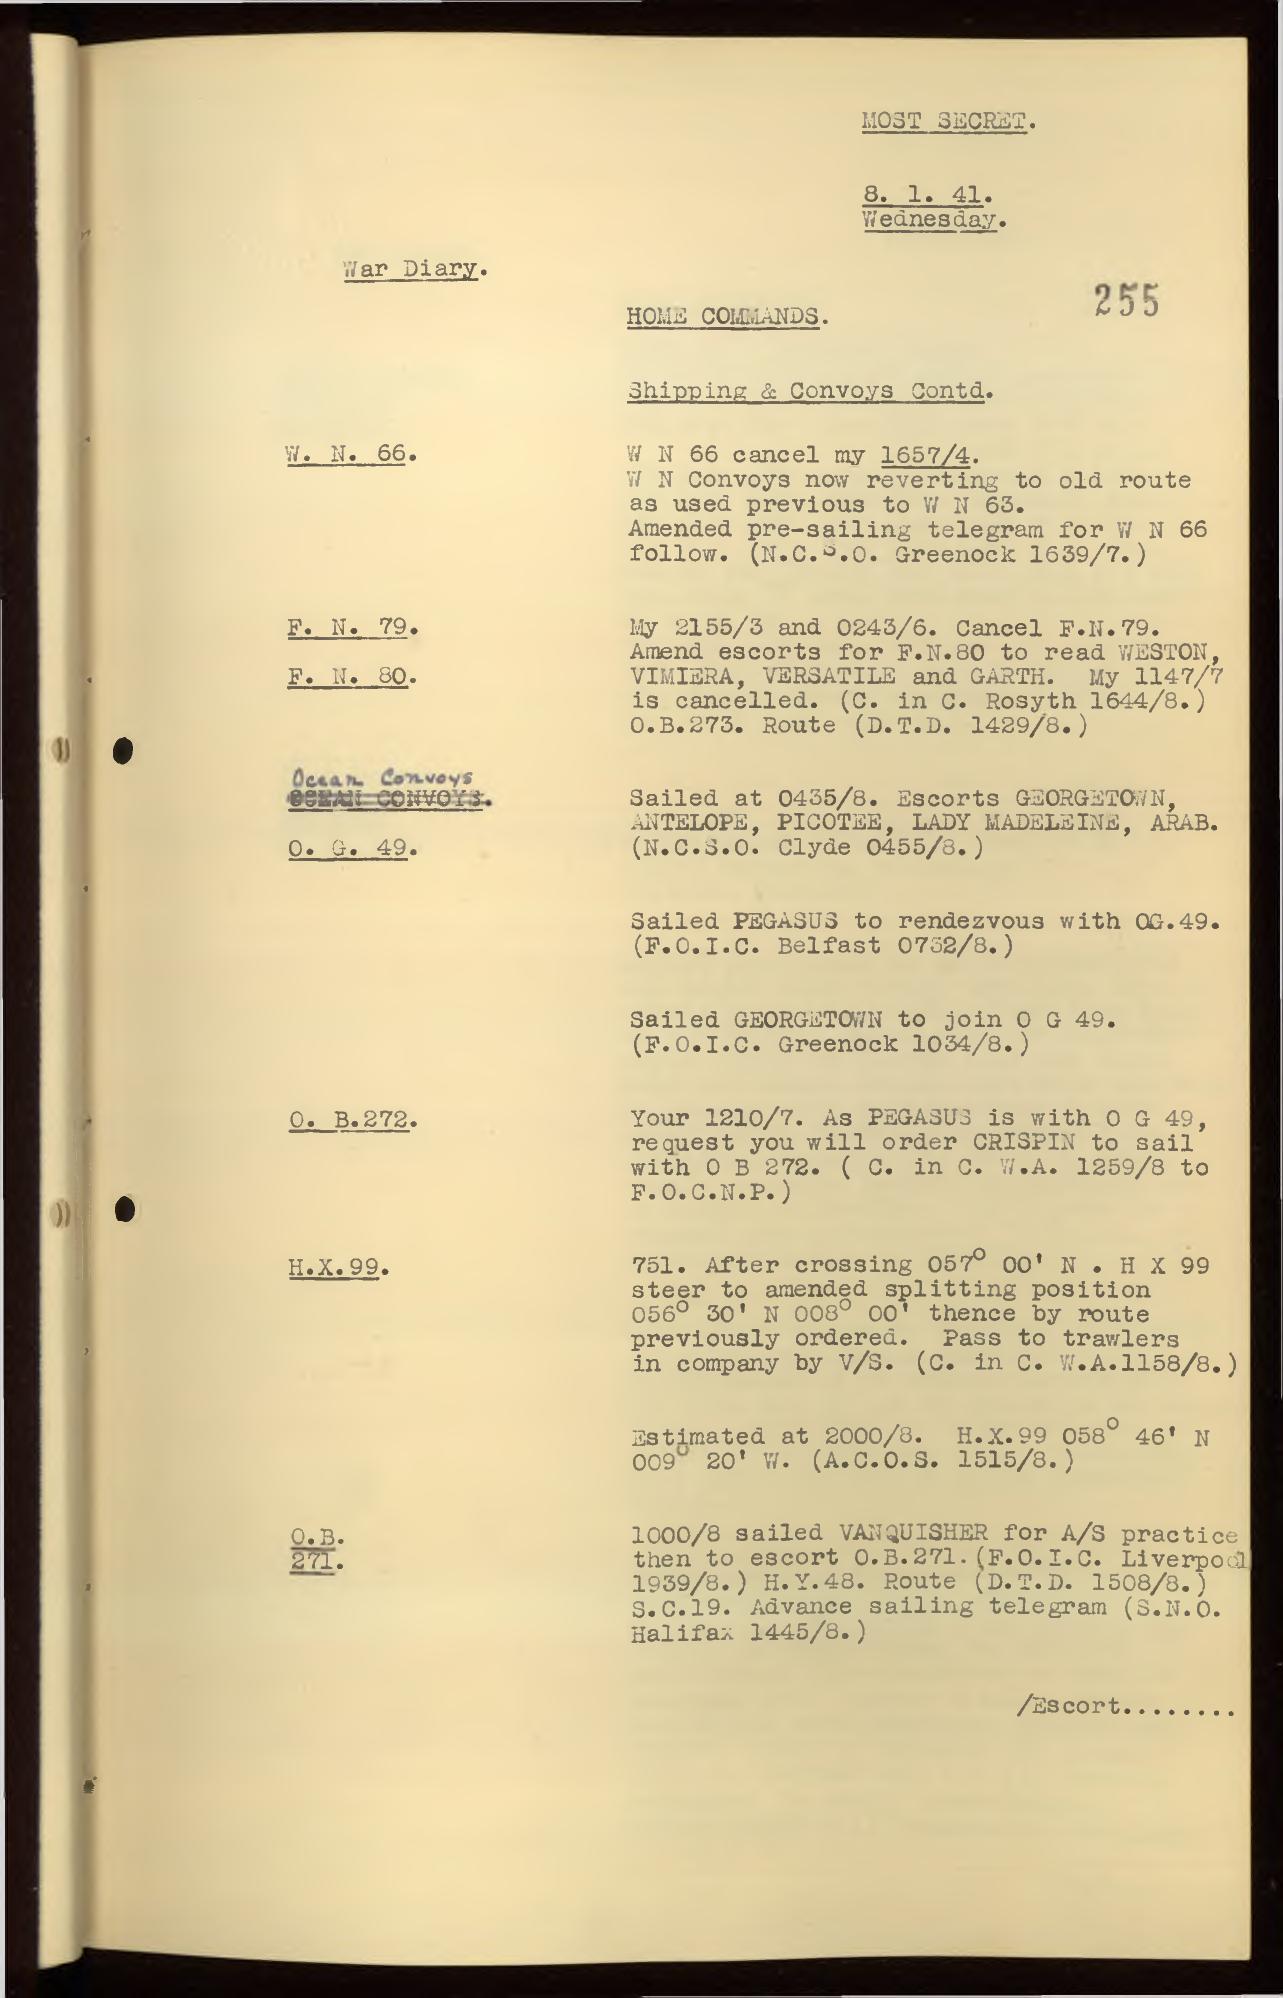 MOST SECRET.
8. 1. 41.
Wednesday.
War Diary.
255
HOME COMMANDS.
Shipping & Convoys Contd.
W. N. 66.
W N 66 cancel my 1657/4.
W N Convoys now reverting to old route
as used previous to W N 63.
Amended pre-sailing telegram for W N 66
follow. (N.C.S.O. Greenock 1639/7.)
F. N. 79.
F. N. 80.
My 2155/3 and 0243/6. Cancel F.N.79.
Amend escorts for F.N.80 to read WESTON,
VIMIERA, VERSATILE and GARTH. My 1147/7
is cancelled. (C. in C. Rosyth 1644/8.)
O.B.273. Route (D.T.D. 1429/8.)
Ocean Convoys
OCEAN CONVOYS.
O. G. 49.
Sailed at 0435/8. Escorts GEORGETOWN,
ANTELOPE, PICOTEE, LADY MADELEINE, ARAB.
(N.C.S.O. Clyde 0455/8.)
Sailed PEGASUS to rendezvous with OG.49.
(F.O.I.C. Belfast 0732/8.)
Sailed GEORGETOWN to join O G 49.
(F.O.I.C. Greenock 1034/8.)
O. B.272.
Your 1210/7. As PEGASUS is with O G 49,
request you will order CRISPIN to sail
with O B 272. ( C. in C. W.A. 1259/8 to
F.O.C.N.P.)
H.X.99.
751. After crossing 057° 00' N . H X 99
steer to amended splitting position
056° 30' N 008° 00' thence by route
previously ordered. Pass to trawlers
in company by V/S. (C. in C. W.A.1158/8.)
Estimated at 2000/8. H.X.99 058° 46' N
009° 20' W. (A.C.O.S. 1515/8.)
O.B.
271.
1000/8 sailed VANQUISHER for A/S practice
then to escort O.B.271. (F.O.I.C. Liverpool
1939/8.) H.Y.48. Route (D.T.D. 1508/8.)
S.C.19. Advance sailing telegram (S.N.O.
Halifax 1445/8.)
/Escort........